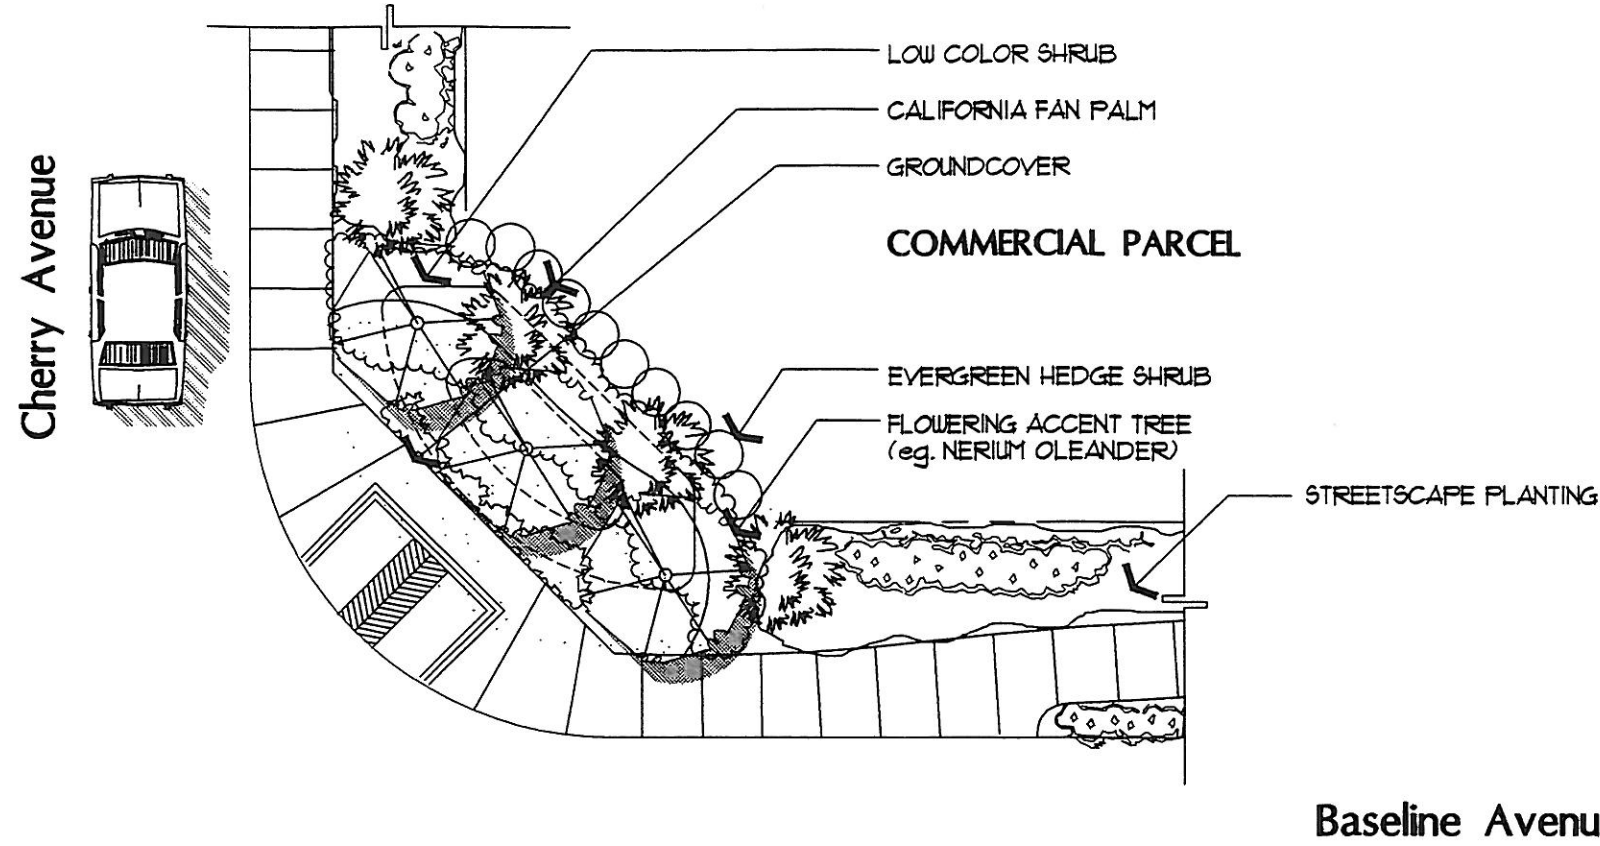 LOW COLOR SHRUB
CALIFORNIA FAN PALM
GROUNDCOVER
COMMERCIAL PARCEL
Cherry Avenue
EVERGREEN HEDGE SHRUB
FLOWERING ACCENT TREE
(eg. NERIUM OLEANDER)
STREETSCAPE PLANTING
Baseline Avenu